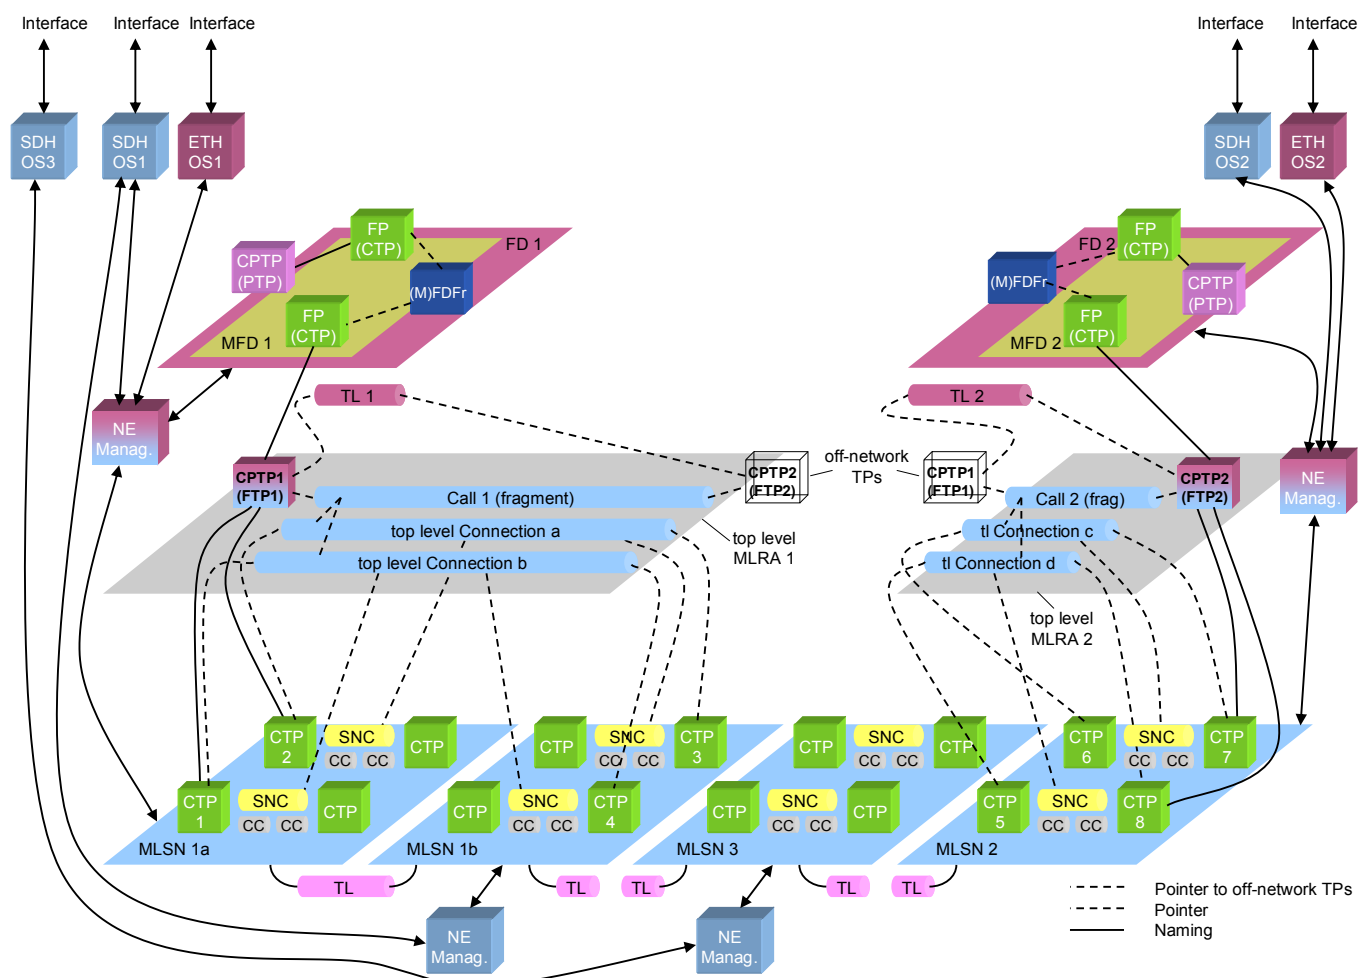 Interface
Interface
Interface
Interface
Interface
SDH
OS3
SDH
OS1
ETH
OS1
SDH
OS2
ETH
OS2
FP
(CTP)
FD 1
CPTP
(PTP)
(M)FDFr
FP
(CTP)
MFD 1
FD 2
FP
(CTP)
(M)FDFr
CPTP
(PTP)
FP
(CTP)
MFD 2
TL 1
TL 2
NE
Manag.
CPTP1
(FTP1)
CPTP2
(FTP2)
off-network
TPs
CPTP1
(FTP1)
CPTP2
(FTP2)
NE
Manag.
Call 1 (fragment)
Call 2 (frag)
top level Connection a
top level
MLRA 1
tl Connection c
top level Connection b
tl Connection d
top level
MLRA 2
CTP
2
SNC
CC CC
CTP
CTP
SNC
CC CC
CTP
3
CTP
SNC
CC CC
CTP
CTP
6
SNC
CC CC
CTP
7
CTP
1
SNC
CC CC
CTP
CTP
SNC
CC CC
CTP
4
CTP
SNC
CC CC
CTP
CTP
5
SNC
CC CC
CTP
8
MLSN 1a
MLSN 1b
MLSN 3
MLSN 2
TL
TL
TL
TL
TL
NE
Manag.
NE
Manag.
Pointer to off-network TPs
Pointer
Naming